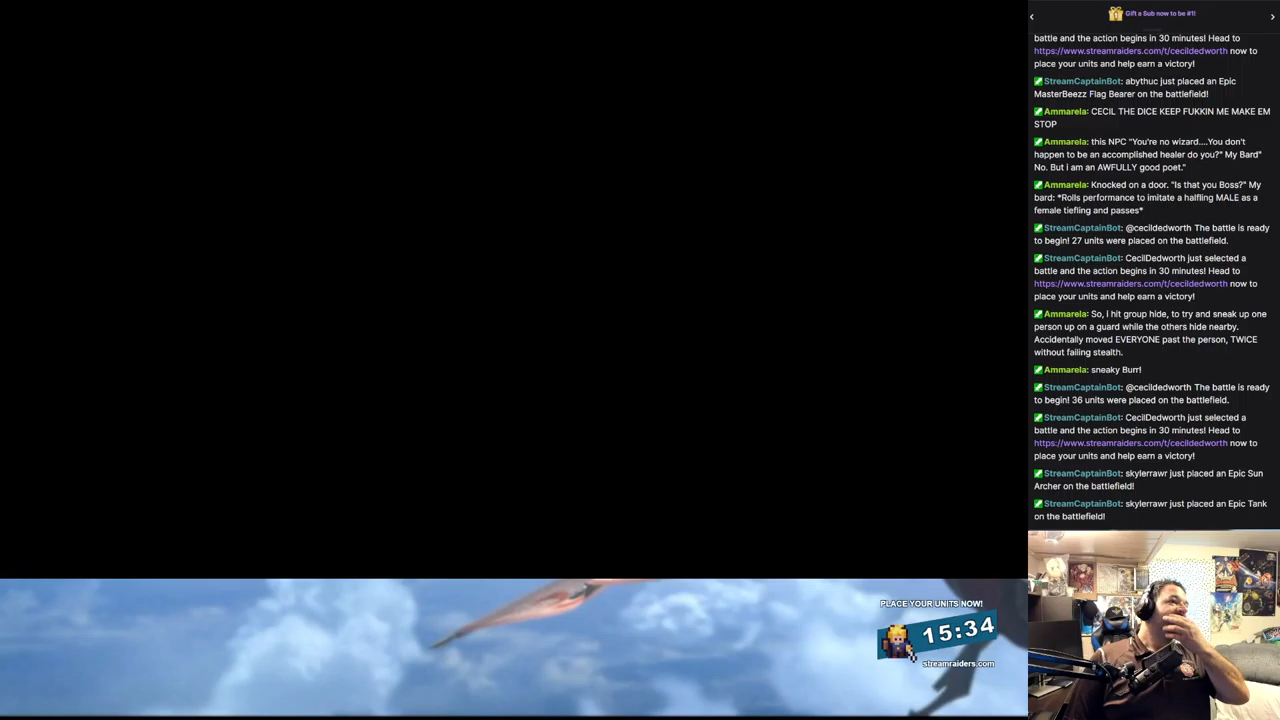 Gift a Sub now to be #1!
battle and the action begins in 30 minutes! Head to
https://www.streamraiders.com/t/cecildedworth now to
place your units and help earn a victory!
StreamCaptainBot: abythuc just placed an Epic
MasterBeezz Flag Bearer on the battlefield!
Ammarela: CECIL THE DICE KEEP FUKKIN ME MAKE EM
STOP
Ammarela: this NPC "You're no wizard....You don't
happen to be an accomplished healer do you?" My Bard"
No. But i am an AWFULLY good poet."
Ammarela: Knocked on a door. "Is that you Boss?" My
bard: *Rolls performance to imitate a halfling MALE as a
female tiefling and passes*
StreamCaptainBot: @cecildedworth The battle is ready
to begin! 27 units were placed on the battlefield.
StreamCaptainBot: CecilDedworth just selected a
battle and the action begins in 30 minutes! Head to
https://www.streamraiders.com/t/cecildedworth now to
place your units and help earn a victory!
Ammarela: So, i hit group hide, to try and sneak up one
person up on a guard while the others hide nearby.
Accidentally moved EVERYONE past the person, TWICE
without failing stealth.
Ammarela: sneaky Burr!
StreamCaptainBot: @cecildedworth The battle is ready
to begin! 36 units were placed on the battlefield.
StreamCaptainBot: CecilDedworth just selected a
battle and the action begins in 30 minutes! Head to
https://www.streamraiders.com/t/cecildedworth now to
place your units and help earn a victory!
StreamCaptainBot: skylerrawr just placed an Epic Sun
Archer on the battlefield!
StreamCaptainBot: skylerrawr just placed an Epic Tank
on the battlefield!
PLACE YOUR UNITS NOW!
15:34
streamraiders.com